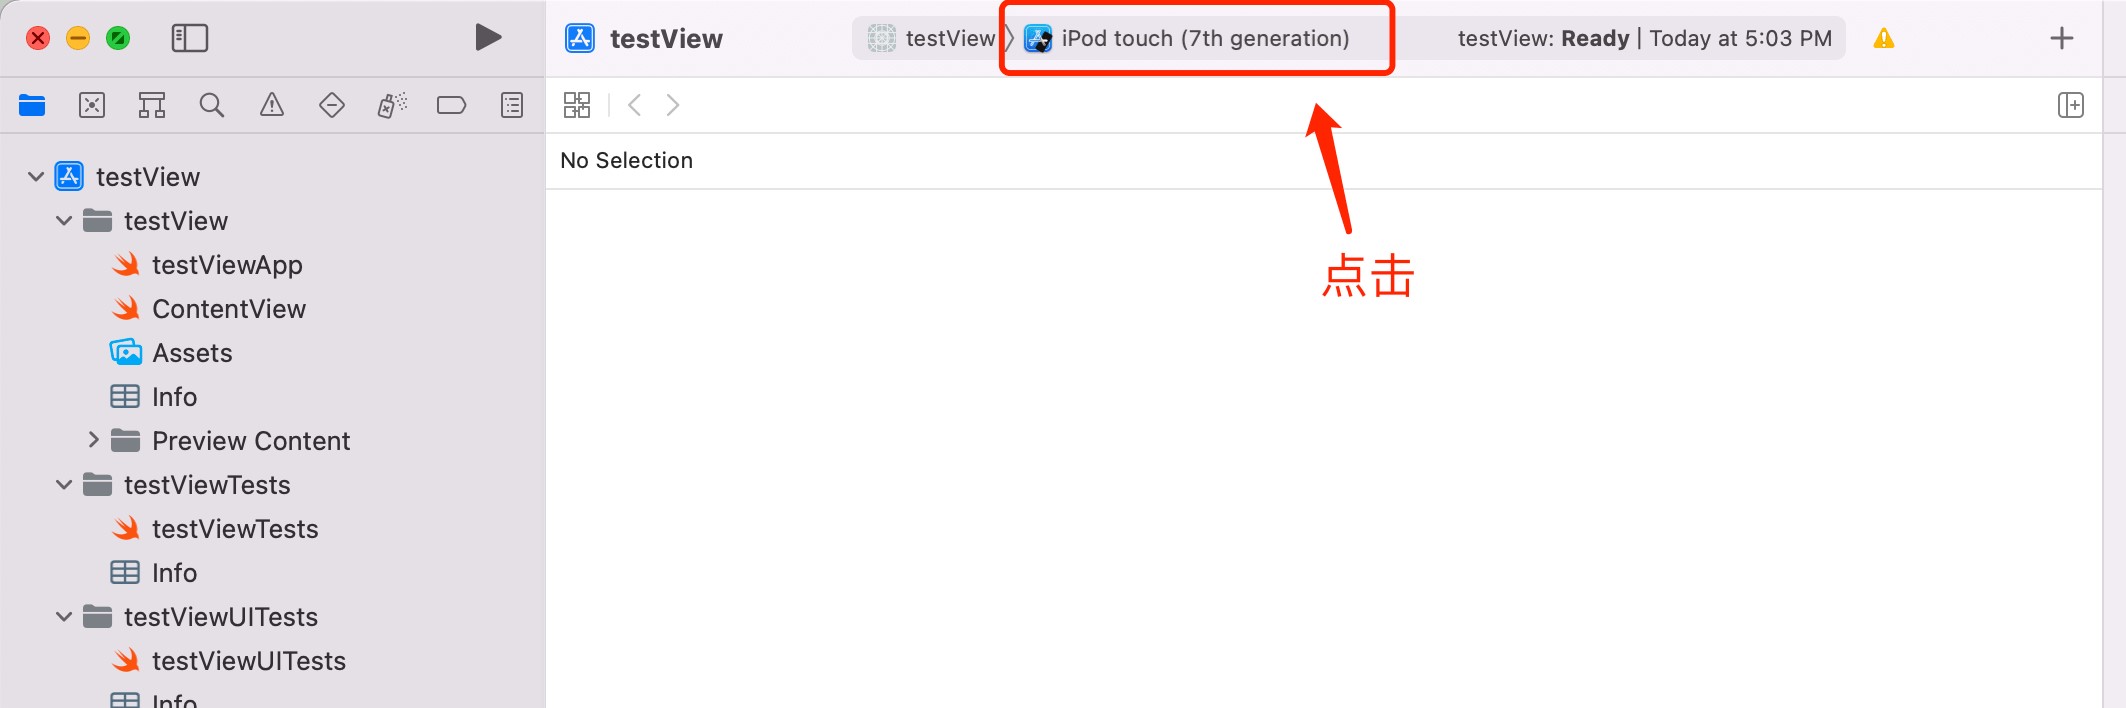 testView
testView
iPod touch (7th generation)
testView: Ready | Today at 5:03 PM
No Selection
点击
testView
testView
testViewApp
ContentView
Assets
Info
Preview Content
testViewTests
testViewTests
Info
testViewUITests
testViewUITests
Info